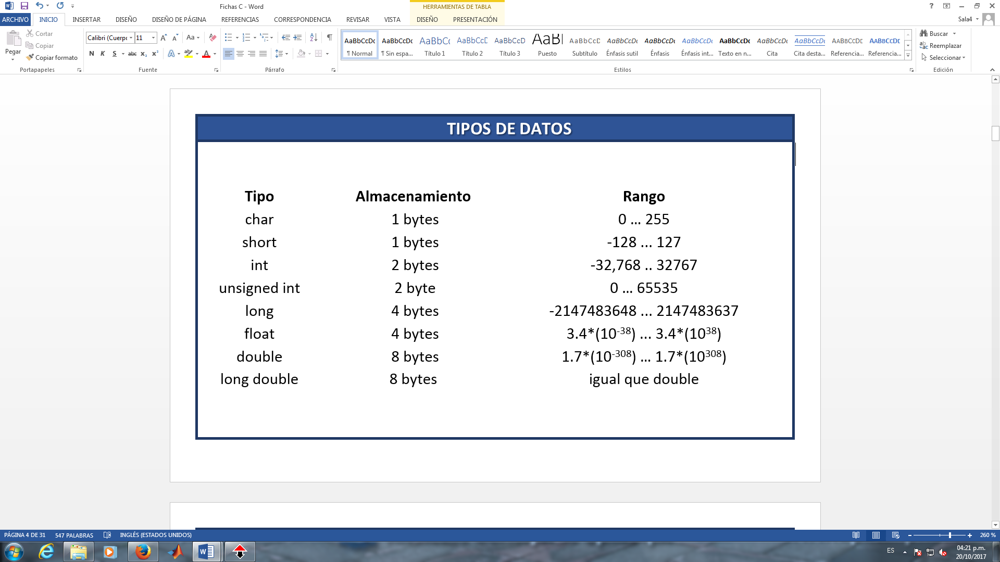 Fichas C - Word
HERRAMIENTAS DE TABLA
ARCHIVO INICIO INSERTAR DISEÑO DISEÑO DE PÁGINA REFERENCIAS CORRESPONDENCIA REVISAR VISTA DISEÑO PRESENTACIÓN Sala4
Pegar
Cortar
Copiar
Copiar formato
Portapapeles
Calibri (Cuerpo 11
N K S abc x₂ x²
Fuente
Párrafo
AaBbCcDc AaBbCcDc AaBbCc AaBbCcD AaBbCcD AaBl AaBbCcD AaBbCcDc AaBbCcDc AaBbCcDc AaBbCcDc AaBbCcDc AaBbCcDc AaBbCcDc AaBbCcDc
¶ Normal ¶ Sin espa... Título 1 Título 2 Título 3 Puesto Subtítulo Énfasis sutil Énfasis Énfasis int... Texto en n... Cita Cita desta... Referencia... Referencia...
Estilos
Buscar
Reemplazar
Seleccionar
Edición
TIPOS DE DATOS
Tipo Almacenamiento Rango
char 1 bytes 0 ... 255
short 1 bytes -128 ... 127
int 2 bytes -32,768 .. 32767
unsigned int 2 byte 0 ... 65535
long 4 bytes -2147483648 ... 2147483637
float 4 bytes 3.4*(10⁻³⁸) ... 3.4*(10³⁸)
double 8 bytes 1.7*(10⁻³⁰⁸) ... 1.7*(10³⁰⁸)
long double 8 bytes igual que double
PÁGINA 4 DE 31 547 PALABRAS INGLÉS (ESTADOS UNIDOS) 260 %
ES
04:21 p.m.
20/10/2017